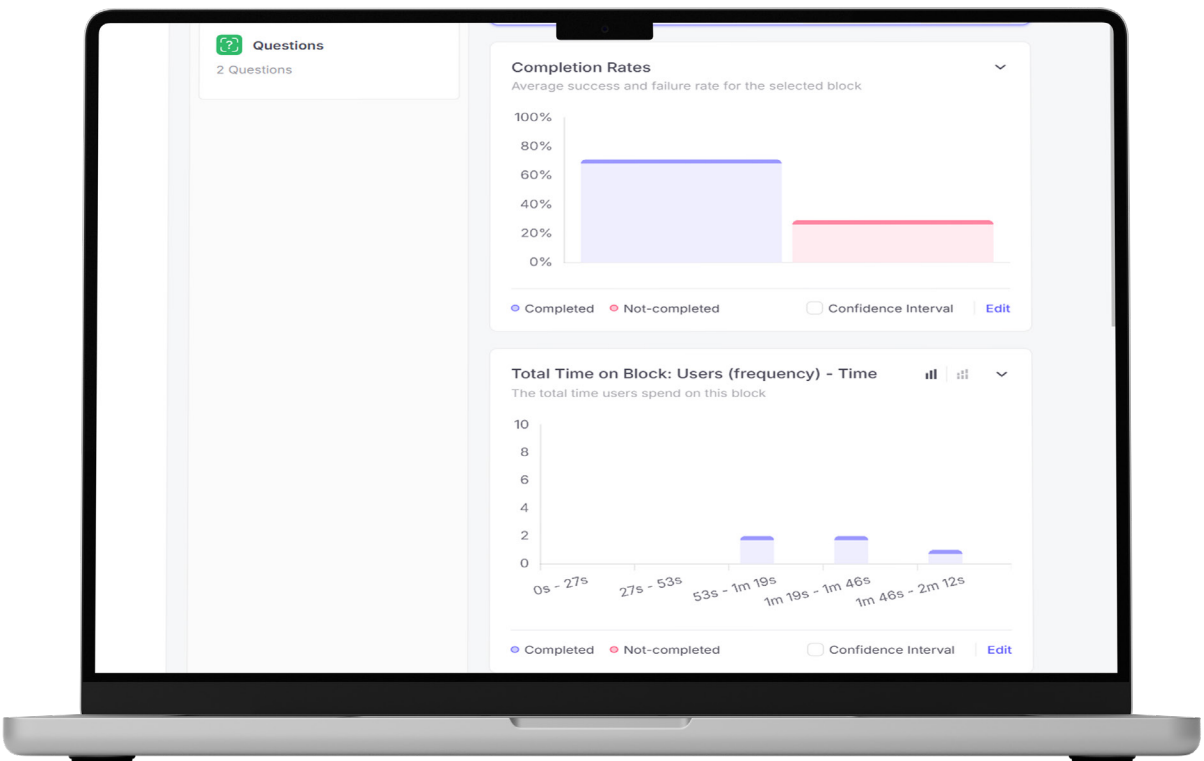 Questions
2 Questions
Completion Rates
Average success and failure rate for the selected block
100%
80%
60%
40%
20%
0%
Completed Not-completed Confidence Interval Edit
Total Time on Block: Users (frequency) - Time
The total time users spend on this block
10
8
6
4
2
0
0s - 27s 27s - 53s 53s - 1m 19s 1m 19s - 1m 46s 1m 46s - 2m 12s
Completed Not-completed Confidence Interval Edit